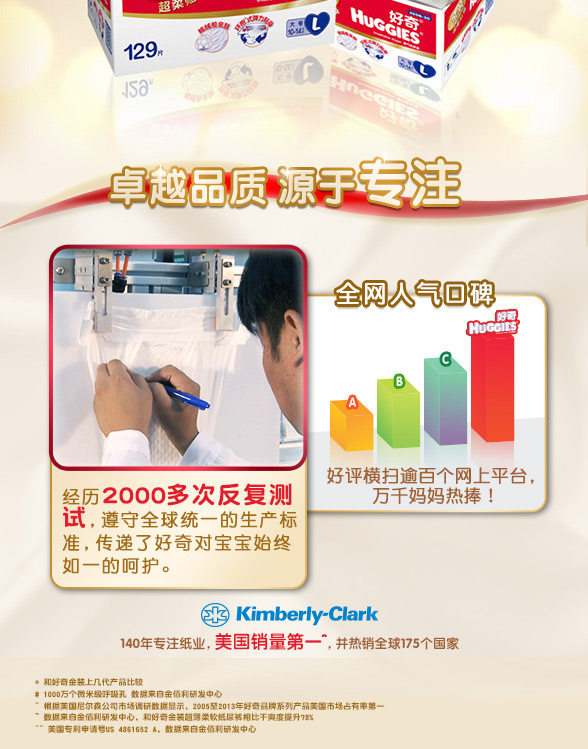 超柔
大号
L
好奇
HUGGIES
129片
L
卓越品质 源于专注
全网人气口碑
好奇
HUGGIES
C
B
A
好评横扫逾百个网上平台,
万千妈妈热捧!
经历2000多次反复测
试,遵守全球统一的生产标
准,传递了好奇对宝宝始终
如一的呵护。
Kimberly-Clark
140年专注纸业,美国销量第一^,并热销全球175个国家
* 和好奇金装上几代产品比较
# 1000万个微米级呼吸孔 数据来自金佰利研发中心
^ 根据美国尼尔森公司市场调研数据显示,2005至2013年好奇品牌系列产品美国市场占有率第一
~ 数据来自金佰利研发中心,和好奇金装超薄柔软纸尿裤相比干爽度提升78%
^^ 美国专利申请号US 4861652 A,数据来自金佰利研发中心